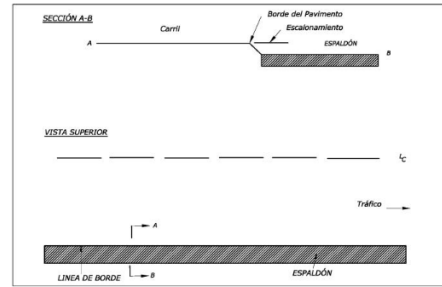 SECCIÓN A-B
Borde del Pavimento
Carril
Escalonamiento
A
ESPALDÓN
B
VISTA SUPERIOR
LC
Tráfico
A
B
LINEA DE BORDE
ESPALDÓN